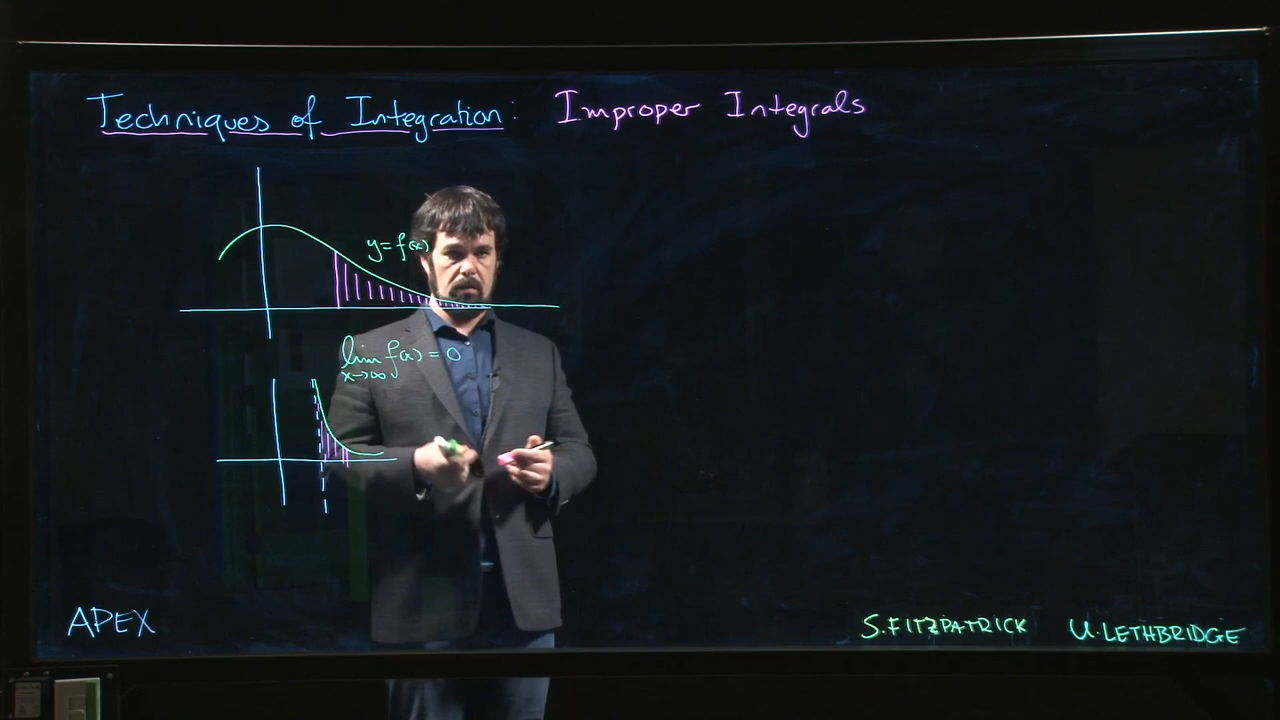 Techniques of Integration: Improper Integrals
y=f(x)
lim f(x) = 0
x→∞
APEX
S.FITZPATRICK U.LETHBRIDGE